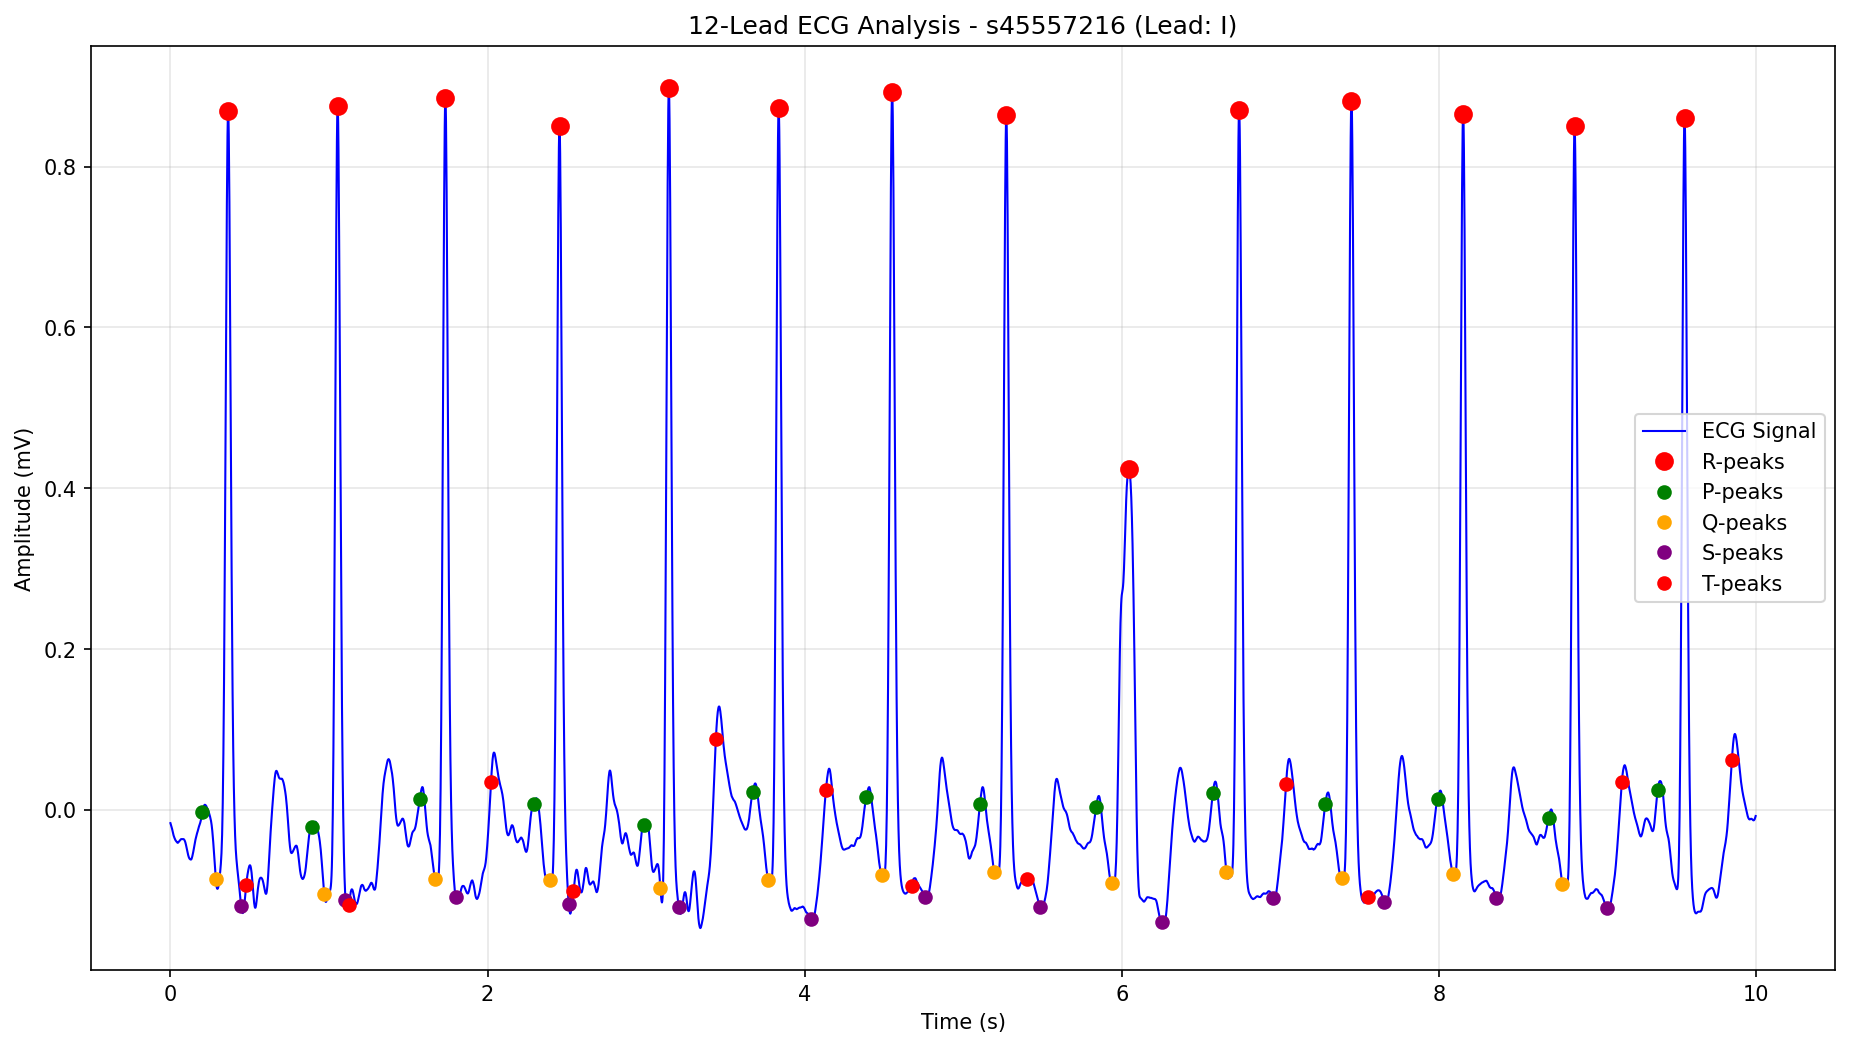 12-Lead ECG Analysis - s45557216 (Lead: I)
Amplitude (mV)
0.8
0.6
0.4
0.2
0.0
ECG Signal
R-peaks
P-peaks
Q-peaks
S-peaks
T-peaks
0 2 4 6 8 10
Time (s)